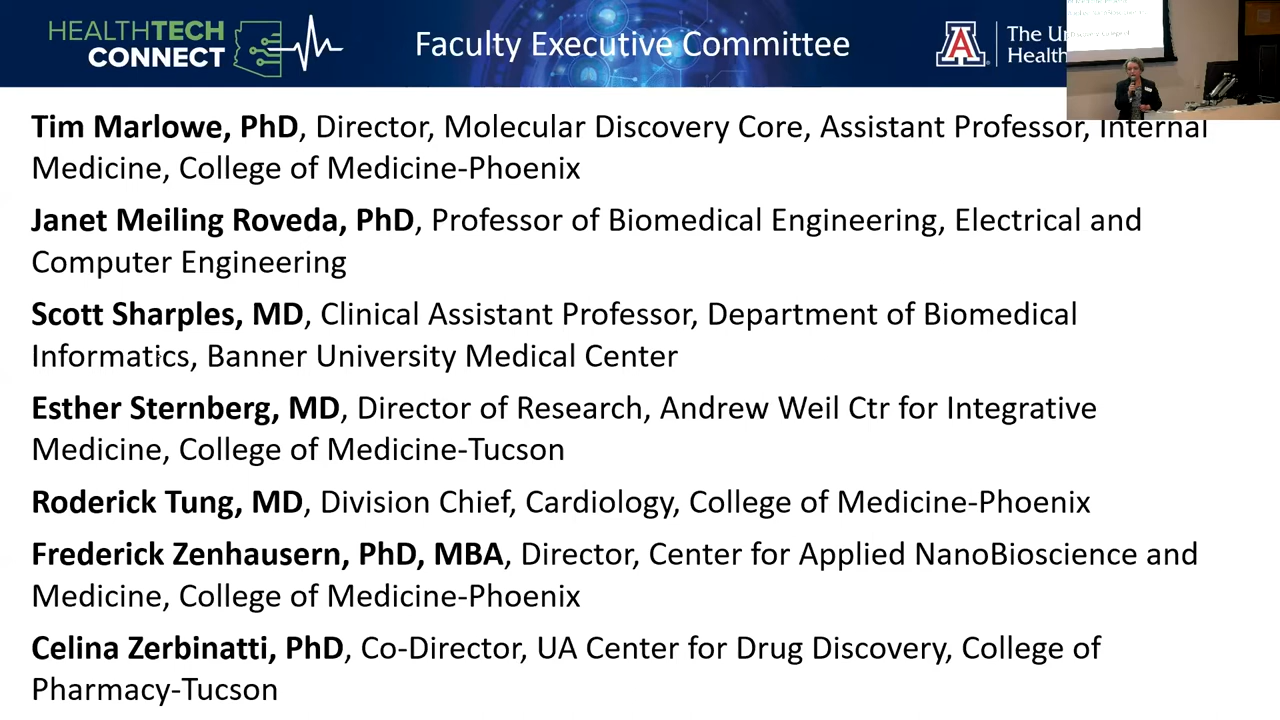 HEALTHTECH
CONNECT
Faculty Executive Committee
A
The
Health
Tim Marlowe, PhD, Director, Molecular Discovery Core, Assistant Professor, Internal
Medicine, College of Medicine-Phoenix
Janet Meiling Roveda, PhD, Professor of Biomedical Engineering, Electrical and
Computer Engineering
Scott Sharples, MD, Clinical Assistant Professor, Department of Biomedical
Informatics, Banner University Medical Center
Esther Sternberg, MD, Director of Research, Andrew Weil Ctr for Integrative
Medicine, College of Medicine-Tucson
Roderick Tung, MD, Division Chief, Cardiology, College of Medicine-Phoenix
Frederick Zenhausern, PhD, MBA, Director, Center for Applied NanoBioscience and
Medicine, College of Medicine-Phoenix
Celina Zerbinatti, PhD, Co-Director, UA Center for Drug Discovery, College of
Pharmacy-Tucson